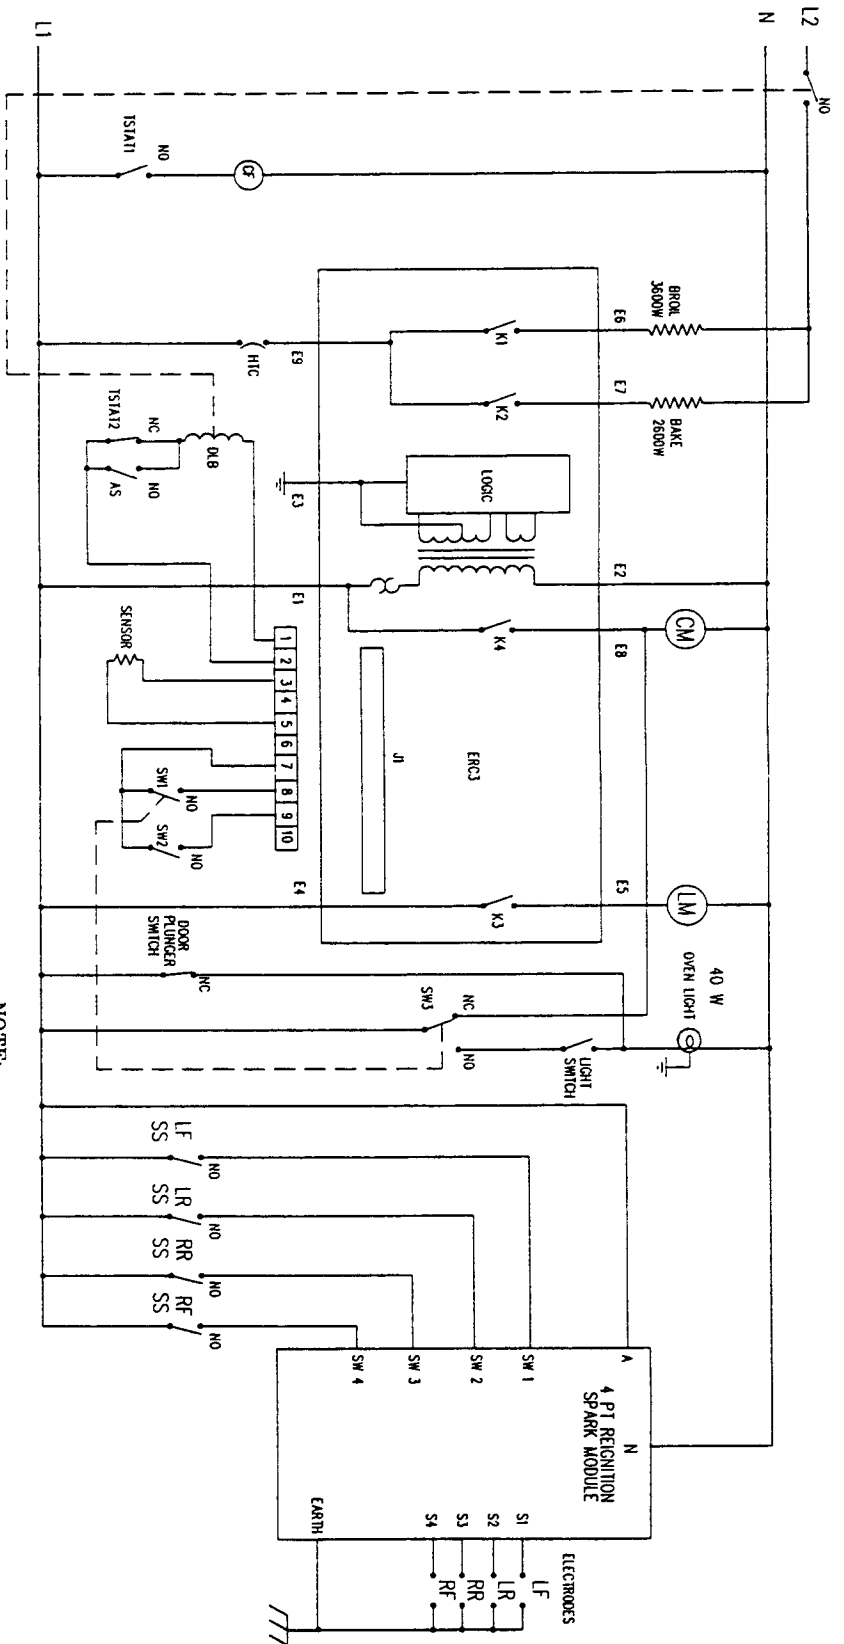 L1
N
L2
NO
TSTAT1
NO
CF
BROIL
3600W
E6
K1
E9
HTC
BAKE
2600W
E7
K2
TSTAT2
NC
DLB
AS
NO
LOGIC
E3
E2
E1
SENSOR
CM
E8
K4
1
2
3
4
5
6
7
8
9
10
J1
ERC3
SW1
NO
SW2
NO
LM
E5
E4
K3
DOOR
PLUNGER
SWITCH
NC
40 W
OVEN LIGHT
SW3
NC
NO
LIGHT
SWITCH
LF
SS
NO
LR
SS
NO
RR
SS
NO
RF
SS
NO
A
SW 1
SW 2
SW 3
SW 4
4 PT REIGNITION
SPARK MODULE
N
EARTH
S1
S2
S3
S4
ELECTRODES
LF
LR
RR
RF
NOTE: